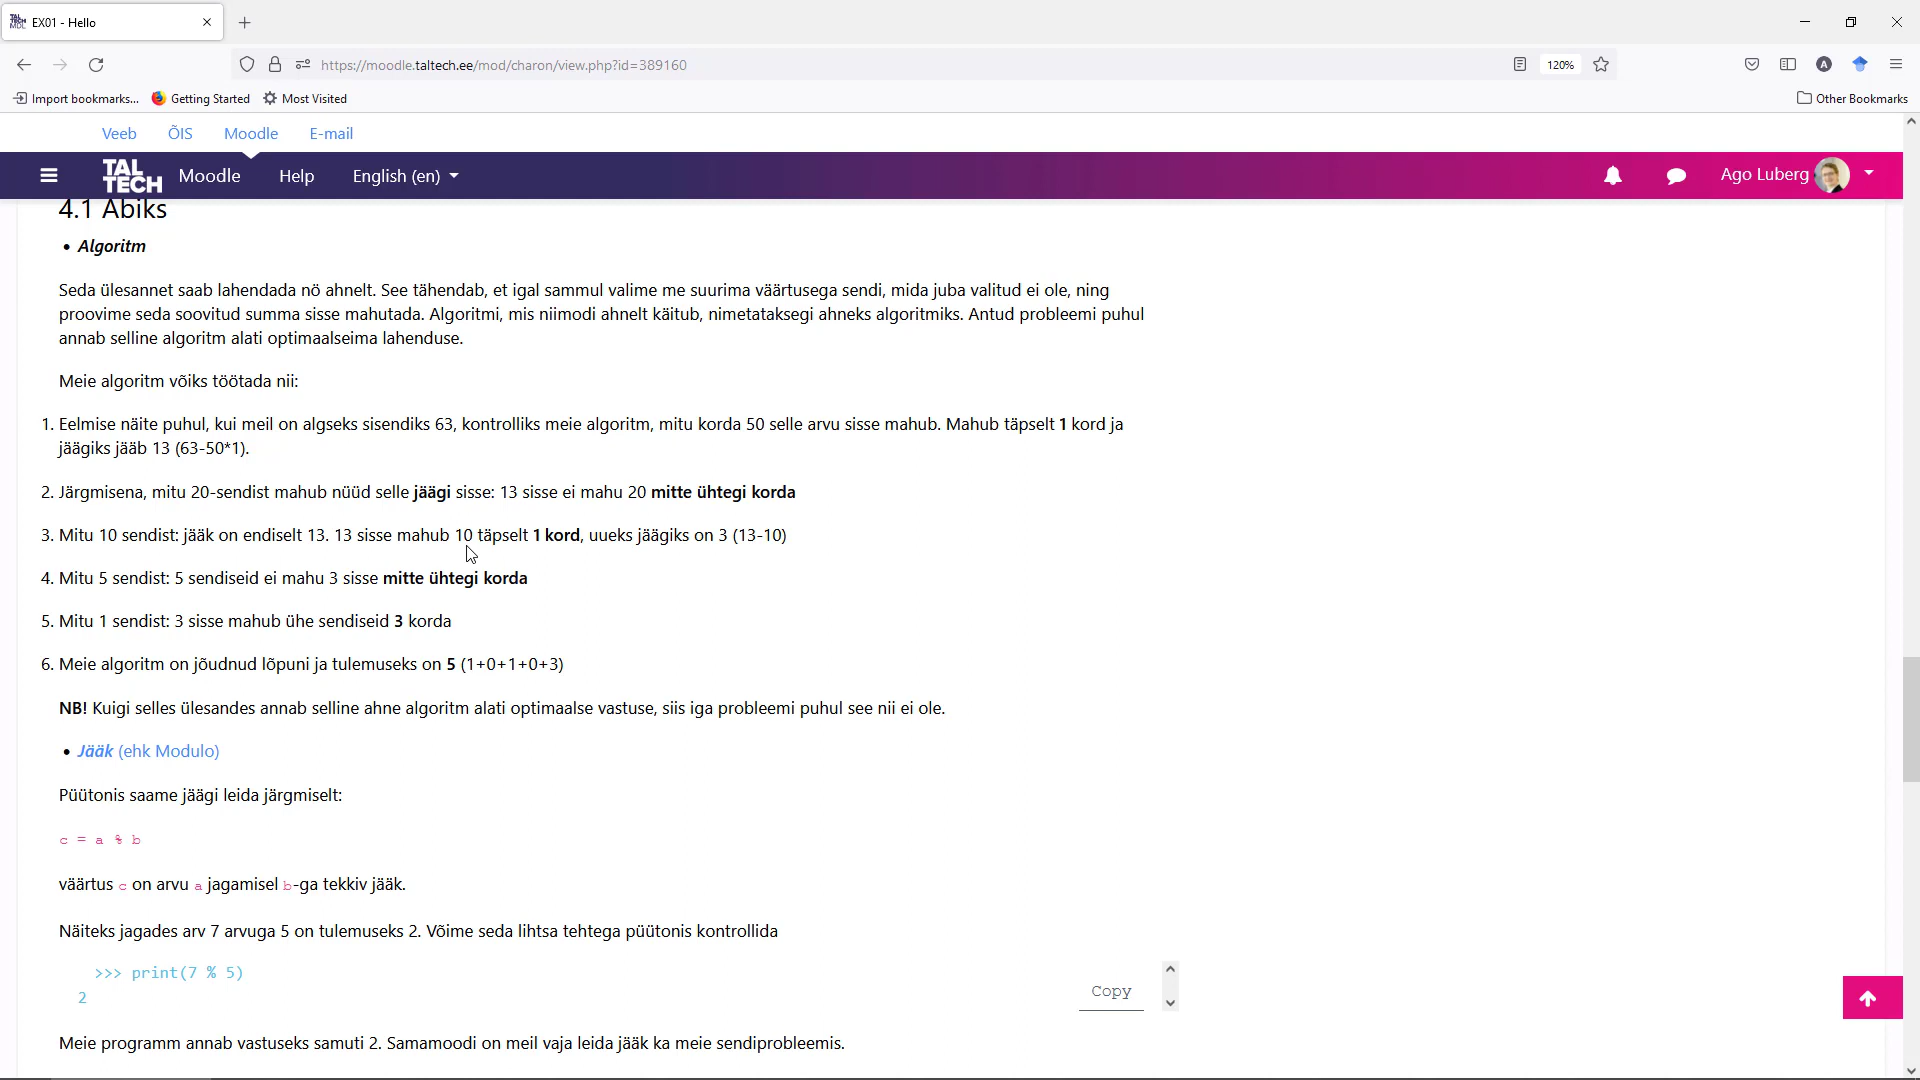 EX01 - Hello
https://moodle.taltech.ee/mod/charon/view.php?id=389160
120%
Import bookmarks...
Getting Started
Most Visited
Other Bookmarks
Veeb
ÕIS
Moodle
E-mail
TAL
TECH
Moodle
Help
English (en)
Ago Luberg
4.1 Abiks
• Algoritm
Seda ülesannet saab lahendada nö ahnelt. See tähendab, et igal sammul valime me suurima väärtusega sendi, mida juba valitud ei ole, ning
proovime seda soovitud summa sisse mahutada. Algoritmi, mis niimodi ahnelt käitub, nimetataksegi ahneks algoritmiks. Antud probleemi puhul
annab selline algoritm alati optimaalseima lahenduse.
Meie algoritm võiks töötada nii:
1. Eelmise näite puhul, kui meil on algseks sisendiks 63, kontrolliks meie algoritm, mitu korda 50 selle arvu sisse mahub. Mahub täpselt 1 kord ja
jäägiks jääb 13 (63-50*1).
2. Järgmisena, mitu 20-sendist mahub nüüd selle jäägi sisse: 13 sisse ei mahu 20 mitte ühtegi korda
3. Mitu 10 sendist: jääk on endiselt 13. 13 sisse mahub 10 täpselt 1 kord, uueks jäägiks on 3 (13-10)
4. Mitu 5 sendist: 5 sendiseid ei mahu 3 sisse mitte ühtegi korda
5. Mitu 1 sendist: 3 sisse mahub ühe sendiseid 3 korda
6. Meie algoritm on jõudnud lõpuni ja tulemuseks on 5 (1+0+1+0+3)
NB! Kuigi selles ülesandes annab selline ahne algoritm alati optimaalse vastuse, siis iga probleemi puhul see nii ei ole.
• Jääk (ehk Modulo)
Püütonis saame jäägi leida järgmiselt:
c = a % b
väärtus c on arvu a jagamisel b-ga tekkiv jääk.
Näiteks jagades arv 7 arvuga 5 on tulemuseks 2. Võime seda lihtsa tehtega püütonis kontrollida
>>> print(7 % 5)
2
Copy
Meie programm annab vastuseks samuti 2. Samamoodi on meil vaja leida jääk ka meie sendiprobleemis.